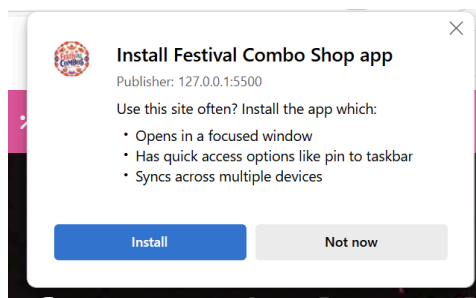 Festival
Combos
Install Festival Combo Shop app
Publisher: 127.0.0.1:5500
Use this site often? Install the app which:
• Opens in a focused window
• Has quick access options like pin to taskbar
• Syncs across multiple devices
Install
Not now